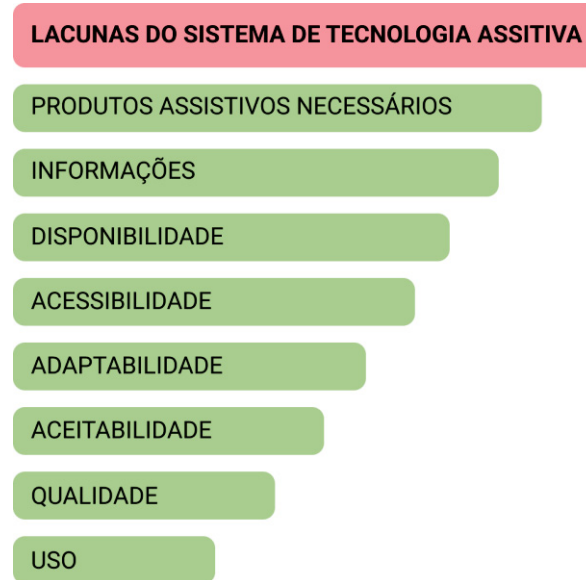 LACUNAS DO SISTEMA DE TECNOLOGIA ASSITIVA
PRODUTOS ASSISTIVOS NECESSÁRIOS
INFORMAÇÕES
DISPONIBILIDADE
ACESSIBILIDADE
ADAPTABILIDADE
ACEITABILIDADE
QUALIDADE
USO